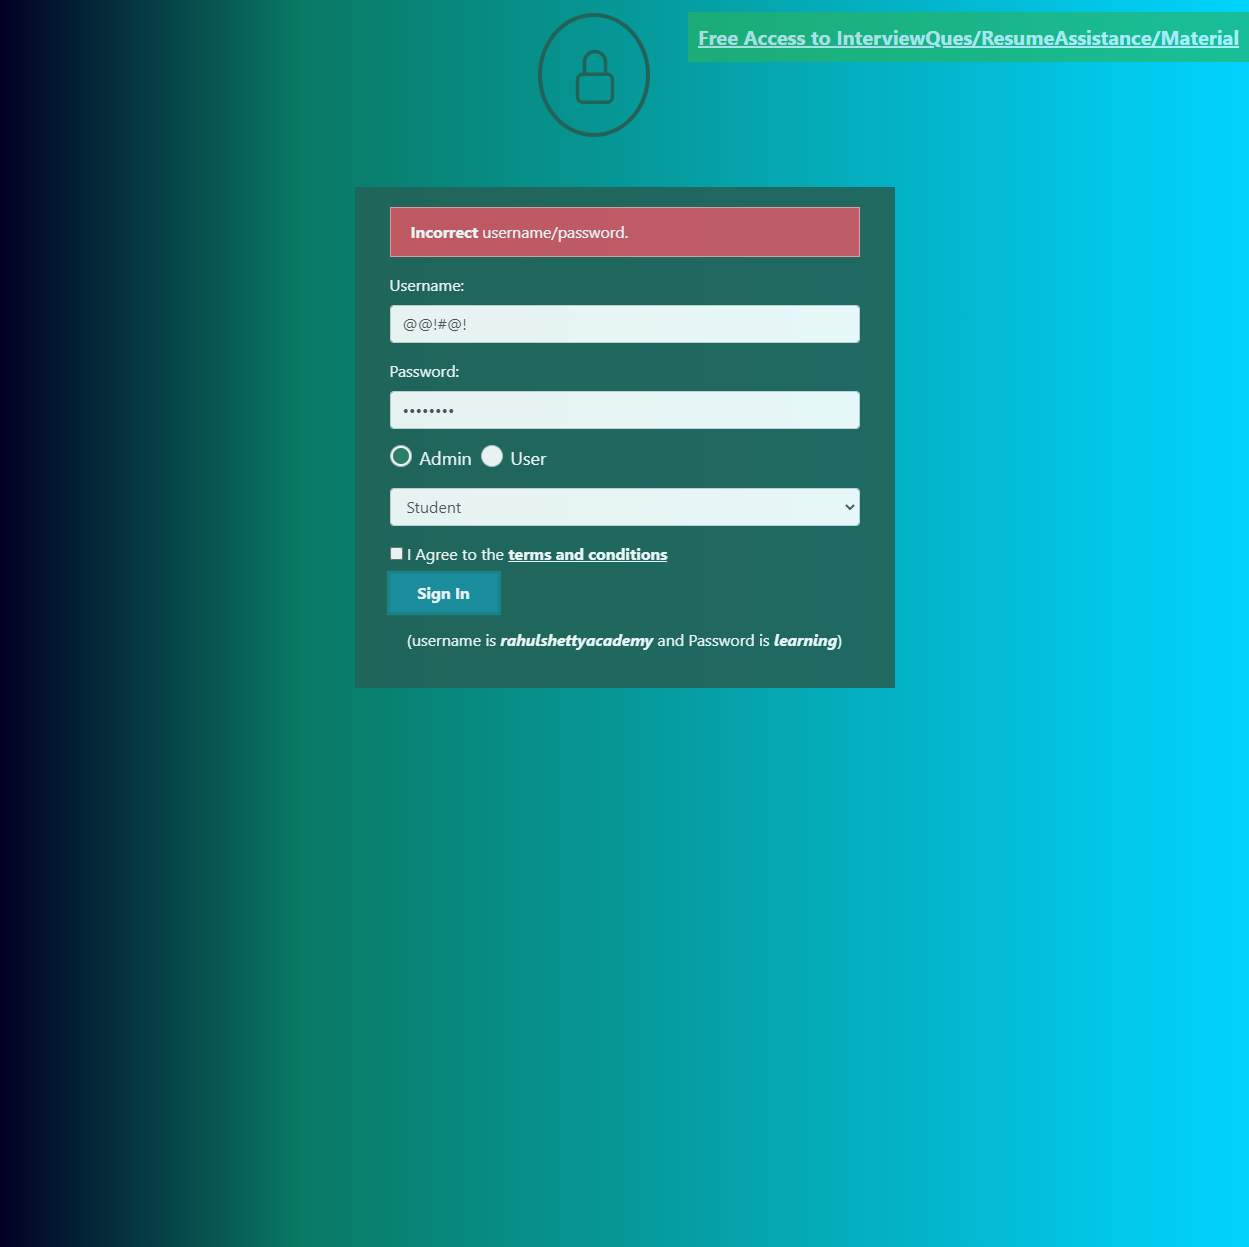 Free Access to InterviewQues/ResumeAssistance/Material
Incorrect username/password.
Username:
@@!#@!
Password:
••••••••
Admin User
Student
I Agree to the terms and conditions
Sign In
(username is rahulshettyacademy and Password is learning)